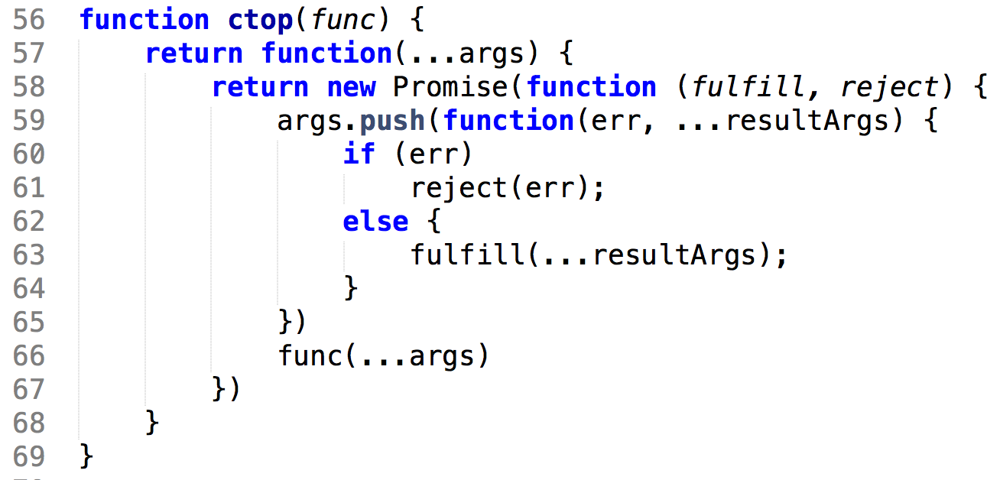 56 function ctop(func) {
57 return function(...args) {
58 return new Promise(function (fulfill, reject) {
59 args.push(function(err, ...resultArgs) {
60 if (err)
61 reject(err);
62 else {
63 fulfill(...resultArgs);
64 }
65 })
66 func(...args)
67 })
68 }
69 }